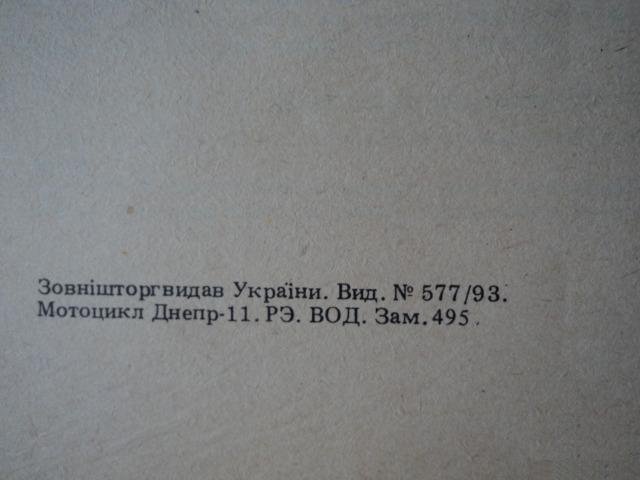 Зовнішторгвидав України. Вид. № 577/93.
Мотоцикл Днепр-11. РЭ. ВОД. Зам. 495.